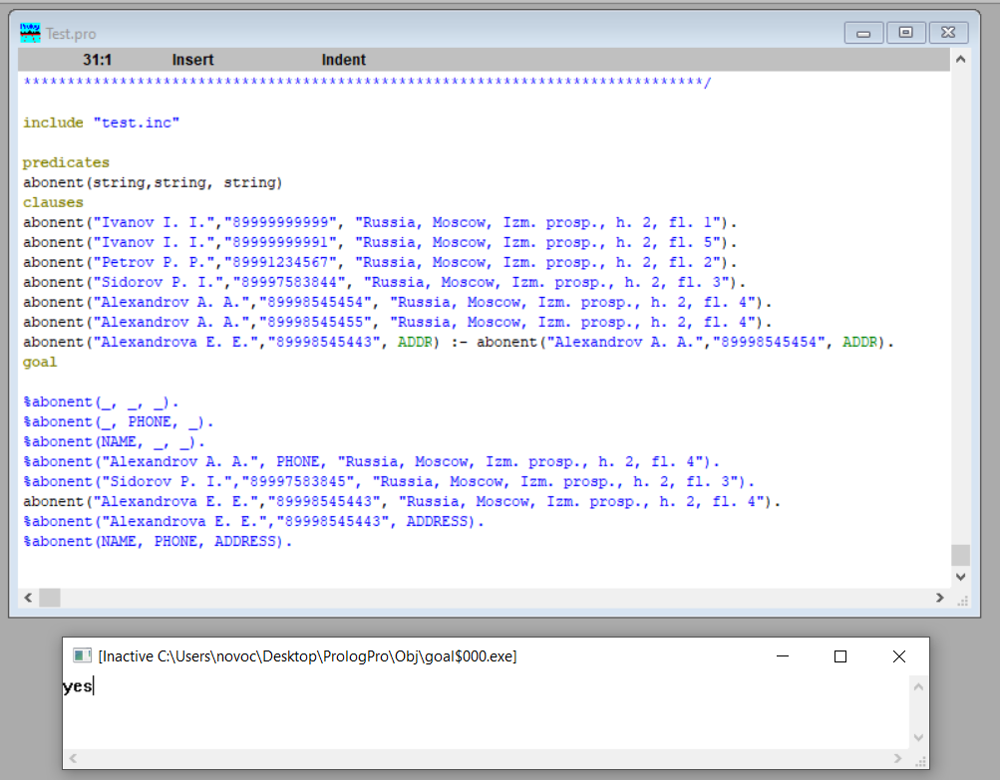 Test.pro
31:1 Insert Indent
******************************************************************************/
include "test.inc"
predicates
abonent(string,string, string)
clauses
abonent("Ivanov I. I.","89999999999", "Russia, Moscow, Izm. prosp., h. 2, fl. 1").
abonent("Ivanov I. I.","89999999991", "Russia, Moscow, Izm. prosp., h. 2, fl. 5").
abonent("Petrov P. P.","89991234567", "Russia, Moscow, Izm. prosp., h. 2, fl. 2").
abonent("Sidorov P. I.","89997583844", "Russia, Moscow, Izm. prosp., h. 2, fl. 3").
abonent("Alexandrov A. A.","89998545454", "Russia, Moscow, Izm. prosp., h. 2, fl. 4").
abonent("Alexandrov A. A.","89998545455", "Russia, Moscow, Izm. prosp., h. 2, fl. 4").
abonent("Alexandrova E. E.","89998545443", ADDR) :- abonent("Alexandrov A. A.","89998545454", ADDR).
goal
%abonent(_, _, _).
%abonent(_, PHONE, _).
%abonent(NAME, _, _).
%abonent("Alexandrov A. A.", PHONE, "Russia, Moscow, Izm. prosp., h. 2, fl. 4").
%abonent("Sidorov P. I.","89997583845", "Russia, Moscow, Izm. prosp., h. 2, fl. 3").
abonent("Alexandrova E. E.","89998545443", "Russia, Moscow, Izm. prosp., h. 2, fl. 4").
%abonent("Alexandrova E. E.","89998545443", ADDRESS).
%abonent(NAME, PHONE, ADDRESS).
[Inactive C:\Users\novoc\Desktop\PrologPro\Obj\goal$000.exe]
yes